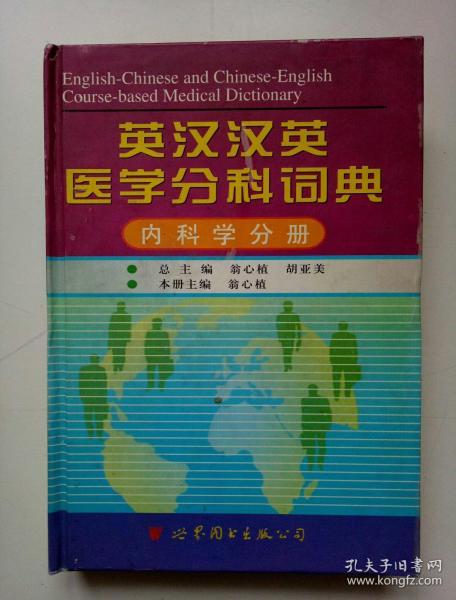 English-Chinese and Chinese-English
Course-based Medical Dictionary
英汉汉英
医学分科词典
内科学分册
总主编 翁心植 胡亚美
本册主编 翁心植
世界图书出版公司
孔夫子旧书网
www.kongfz.com